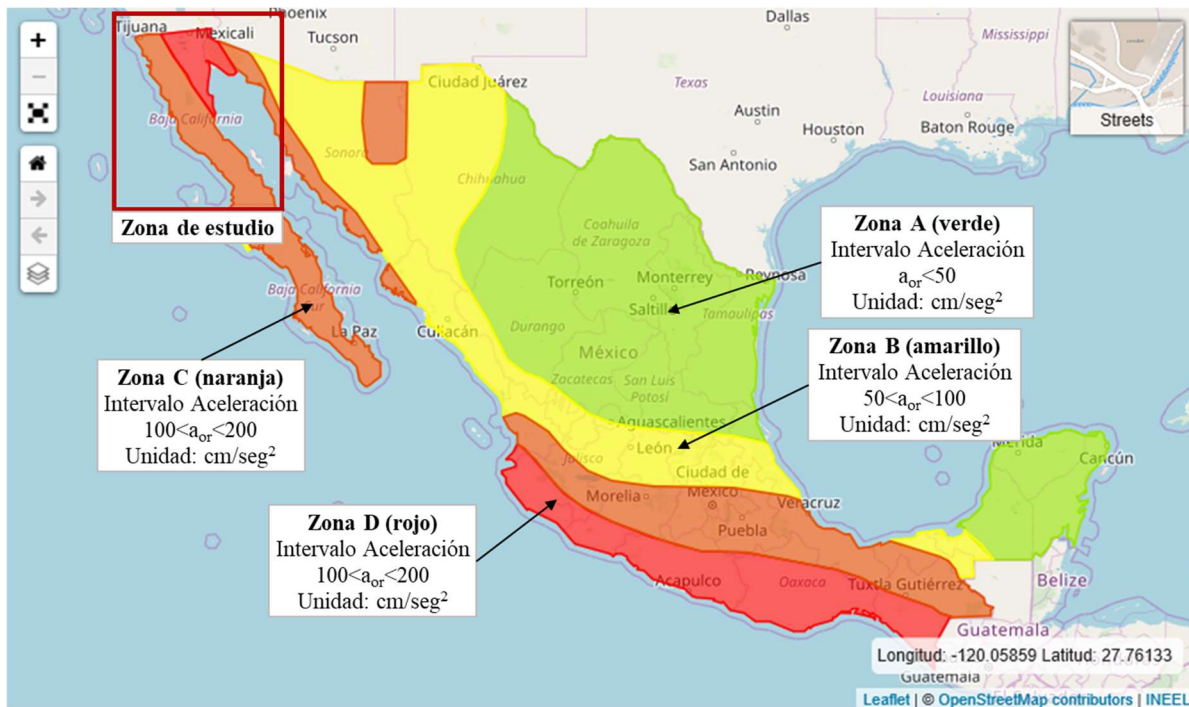 Phoenix
Dallas
Tijuana
Mexicali
Tucson
Mississippi
Ciudad Juárez
Texas
Louisiana
Austin
Baton Rouge
Houston
Streets
Baja California
San Antonio
Sonora
Chihuahua
Zona de estudio
Coahuila
de Zaragoza
Torreón
Monterrey
Reynosa
Saltillo
Tamaulipas
Zona A (verde)
Intervalo Aceleración
aor<50
Unidad: cm/seg2
Baja California
Sur
La Paz
Culiacán
Durango
México
Zacatecas
San Luis
Potosí
Zona B (amarillo)
Intervalo Aceleración
50<aor<100
Unidad: cm/seg2
Zona C (naranja)
Intervalo Aceleración
100<aor<200
Unidad: cm/seg2
Aguascalientes
León
Jalisco
Ciudad de
México
Morelia
Puebla
Veracruz
Mérida
Cancún
Zona D (rojo)
Intervalo Aceleración
100<aor<200
Unidad: cm/seg2
Acapulco
Oaxaca
Tuxtla Gutiérrez
Belize
Guatemala
Longitud: -120.05859 Latitud: 27.76133
Guatemala
Leaflet | © OpenStreetMap contributors | INEEL